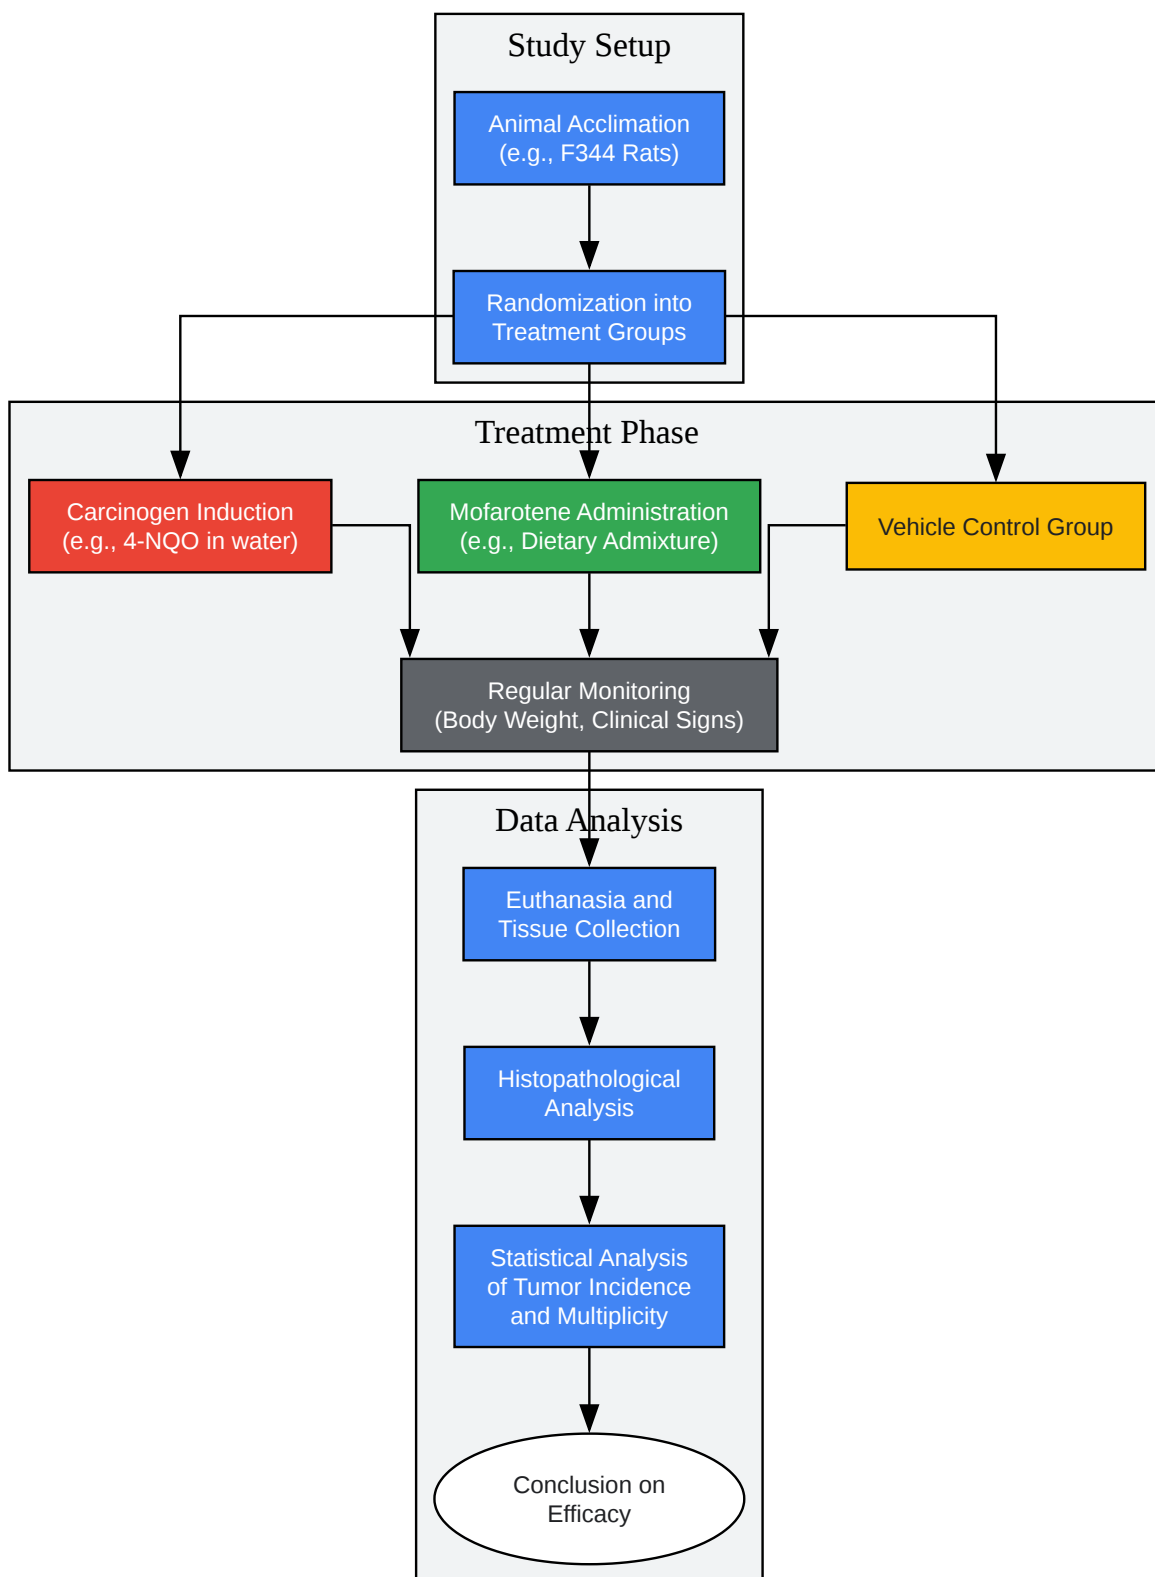 Study Setup
Animal Acclimation
(e.g., F344 Rats)
Randomization into
Treatment Groups
Treatment Phase
Carcinogen Induction
(e.g., 4-NQO in water)
Mofarotene Administration
(e.g., Dietary Admixture)
Vehicle Control Group
Regular Monitoring
(Body Weight, Clinical Signs)
Data Analysis
Euthanasia and
Tissue Collection
Histopathological
Analysis
Statistical Analysis
of Tumor Incidence
and Multiplicity
Conclusion on
Efficacy